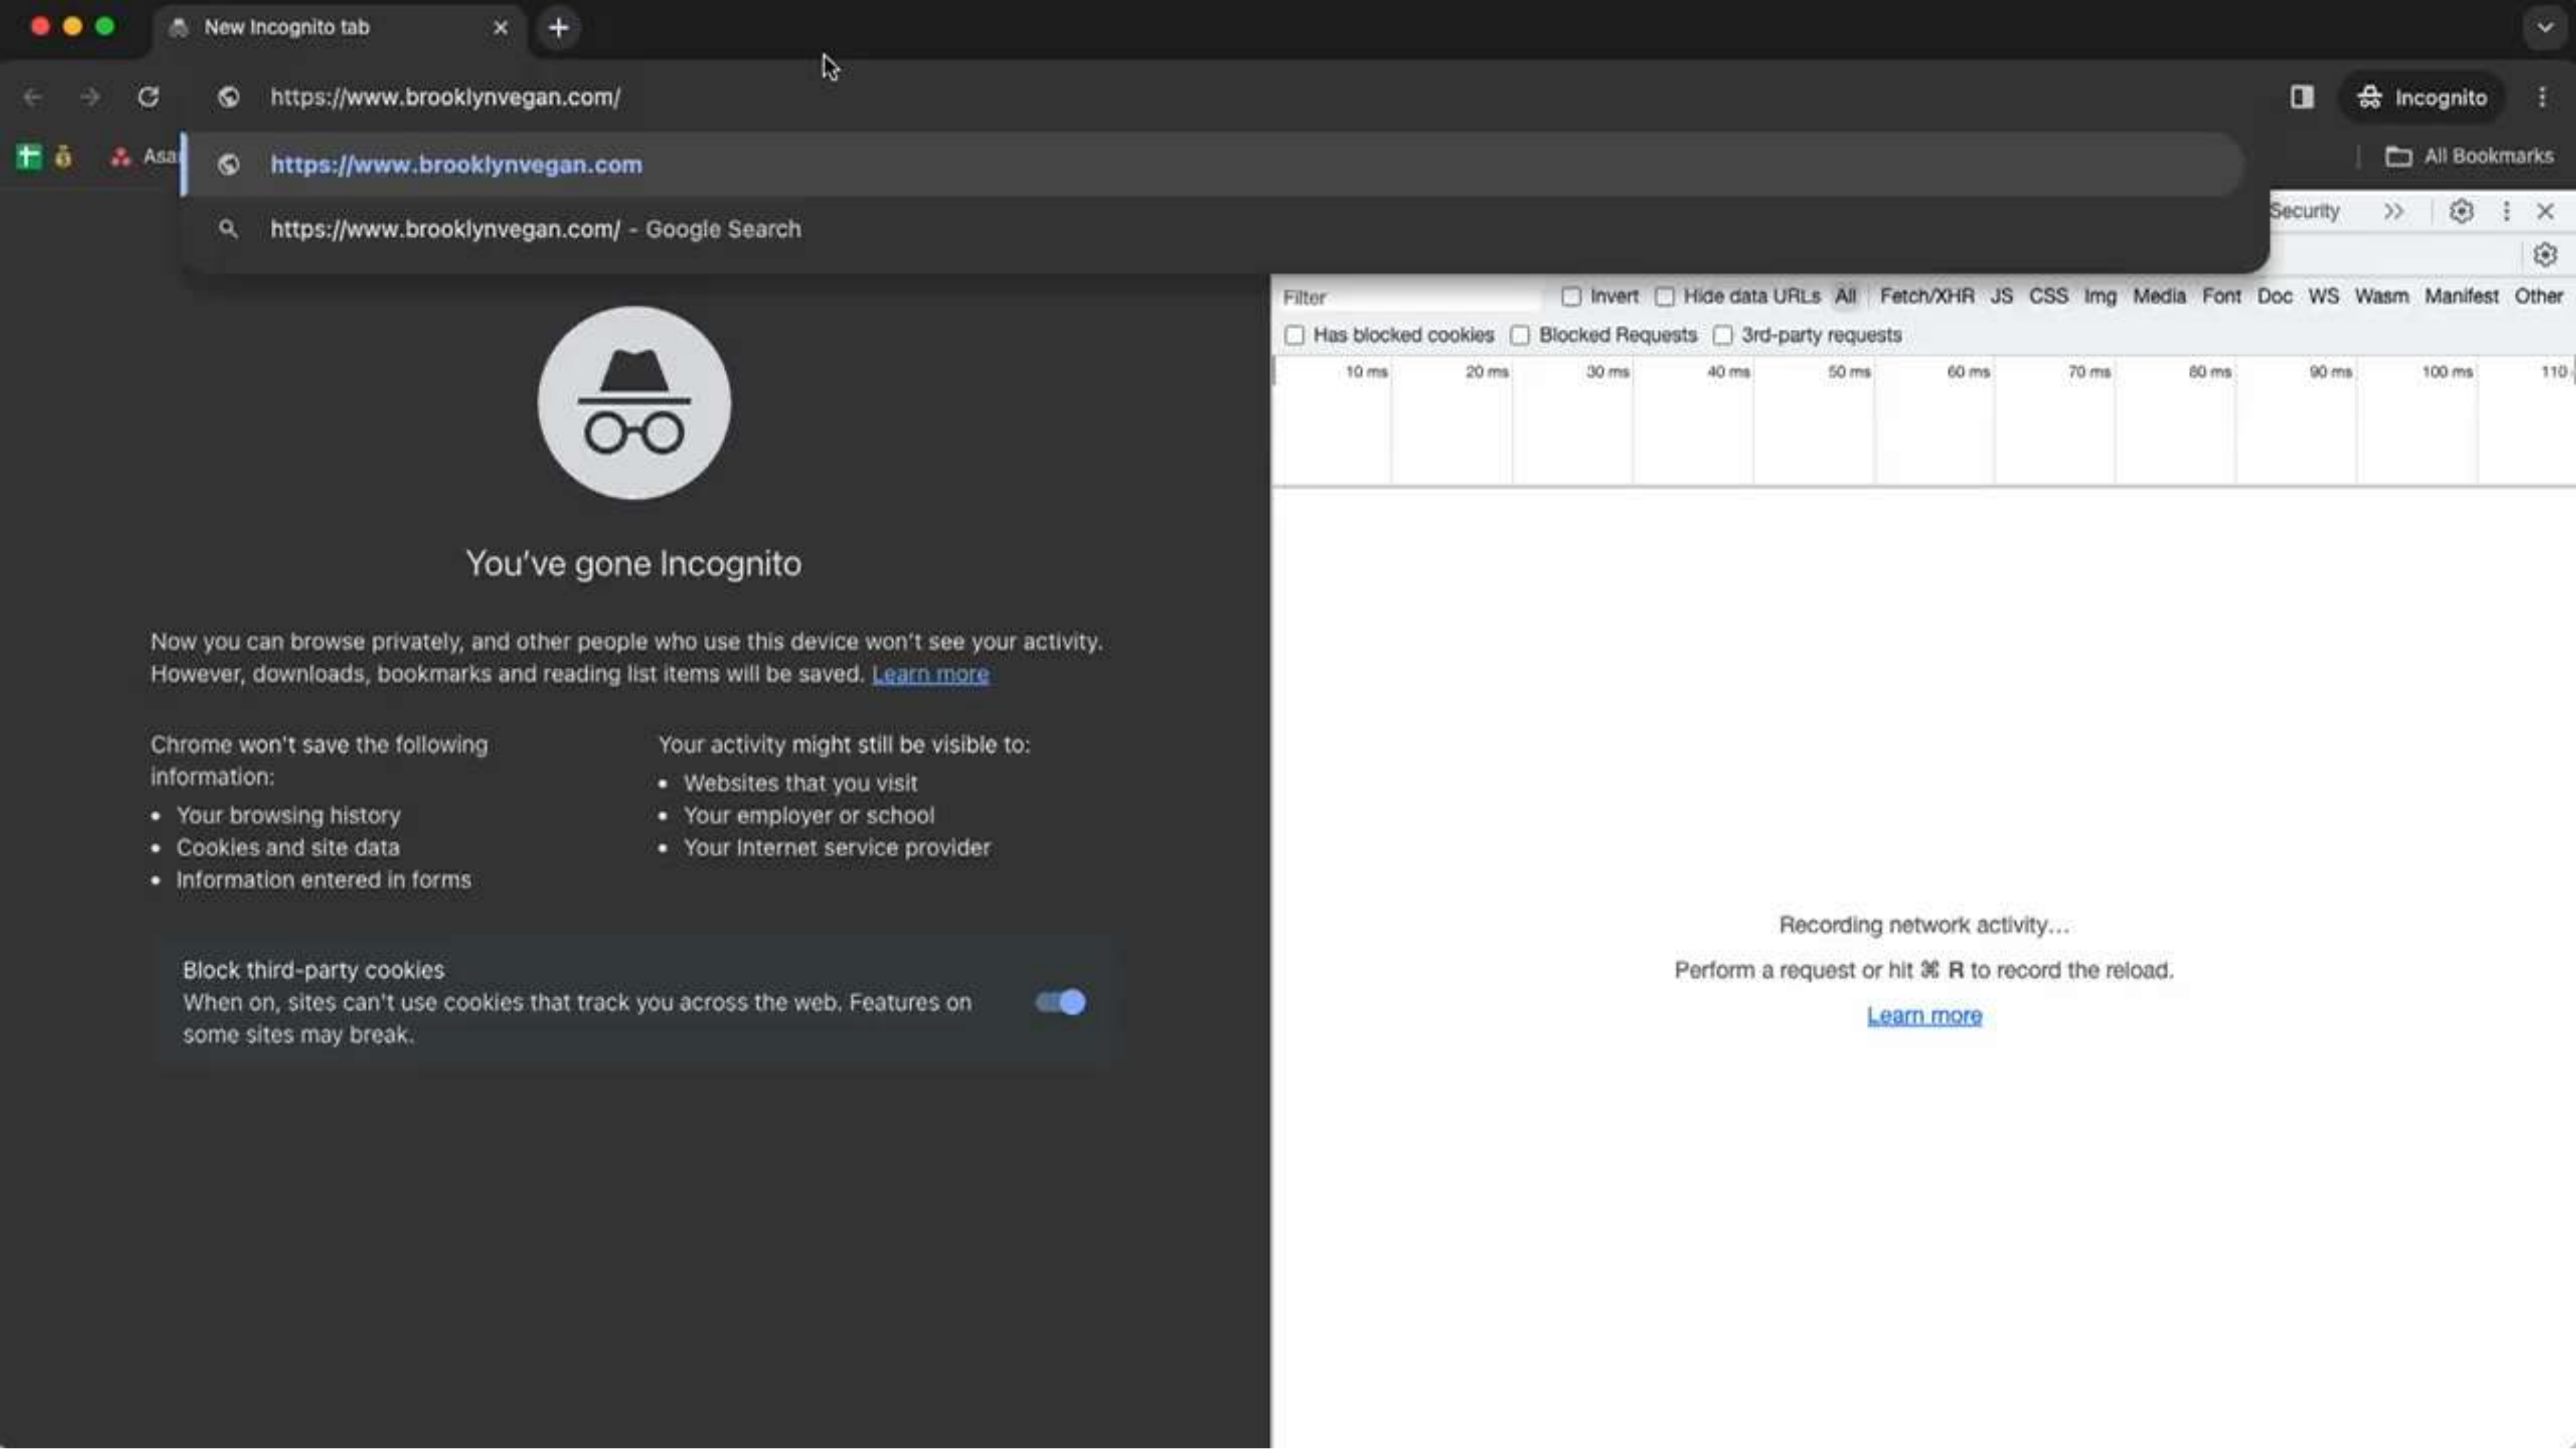 New Incognito tab
https://www.brooklynvegan.com/
Incognito
https://www.brooklynvegan.com
https://www.brooklynvegan.com/ - Google Search
All Bookmarks
Security
Filter
Invert Hide data URLs All Fetch/XHR JS CSS Img Media Font Doc WS Wasm Manifest Other
Has blocked cookies Blocked Requests 3rd-party requests
10 ms 20 ms 30 ms 40 ms 50 ms 60 ms 70 ms 80 ms 90 ms 100 ms 110
You've gone Incognito
Now you can browse privately, and other people who use this device won't see your activity.
However, downloads, bookmarks and reading list items will be saved. Learn more
Chrome won't save the following
information:
• Your browsing history
• Cookies and site data
• Information entered in forms
Your activity might still be visible to:
• Websites that you visit
• Your employer or school
• Your Internet service provider
Block third-party cookies
When on, sites can't use cookies that track you across the web. Features on
some sites may break.
Recording network activity...
Perform a request or hit ⌘ R to record the reload.
Learn more